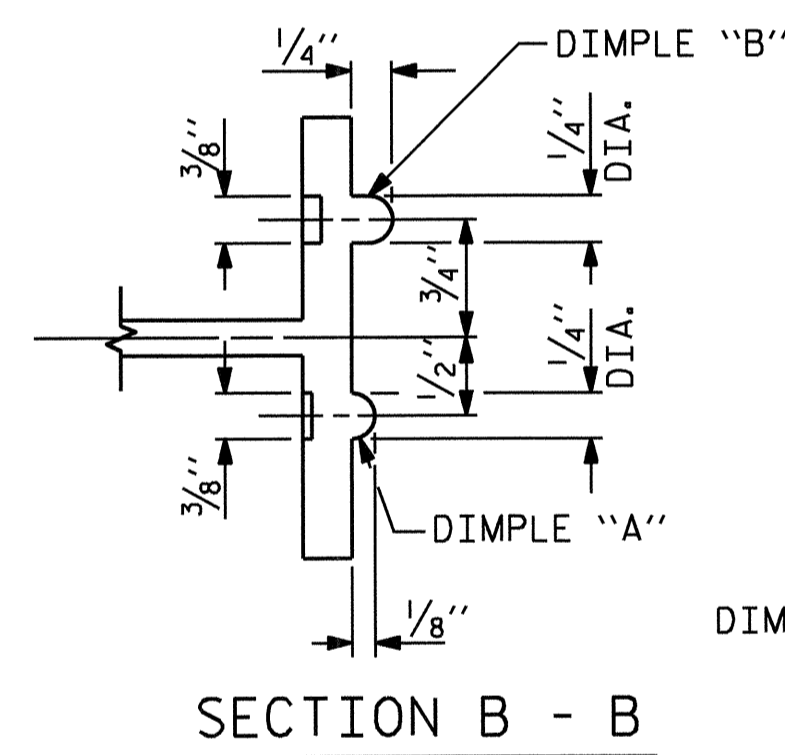 1/4"
DIMPLE "B"
3/8"
1/4" DIA.
3/4"
1/2"
1/4" DIA.
3/8"
DIMPLE "A"
1/8"
DIM
SECTION B - B